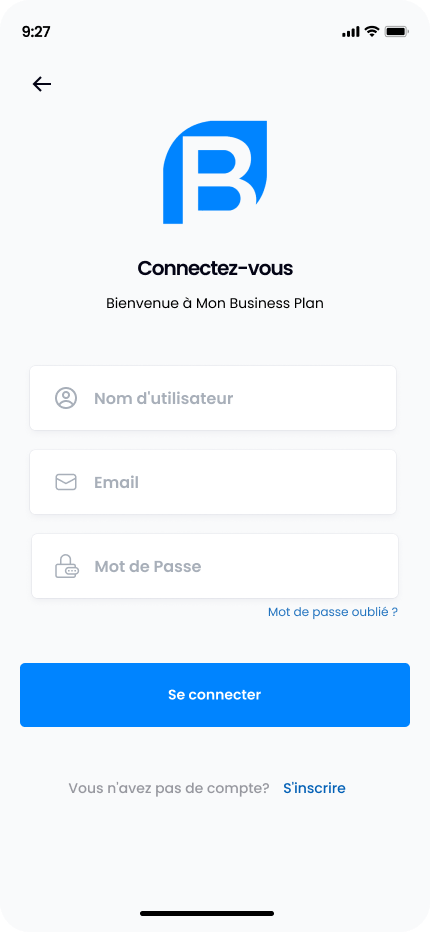 9:27
B
Connectez-vous
Bienvenue à Mon Business Plan
Nom d'utilisateur
Email
Mot de Passe
Mot de passe oublié ?
Se connecter
Vous n'avez pas de compte? S'inscrire